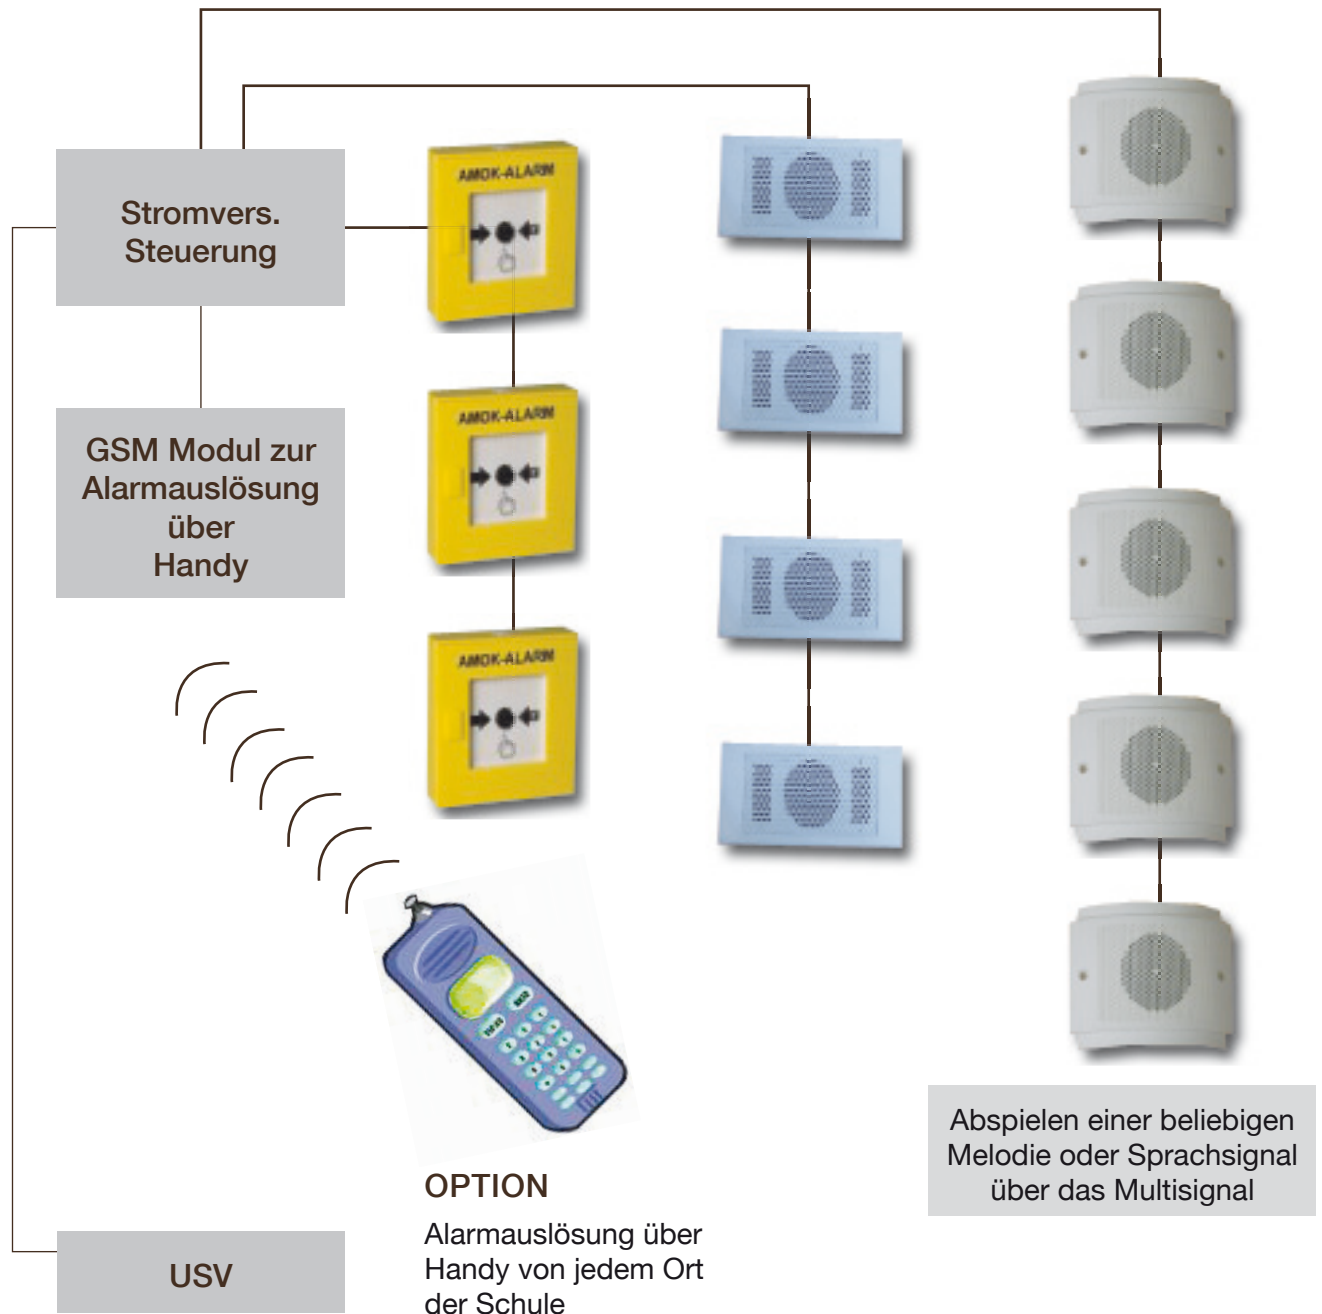 Stromvers.
Steuerung
GSM Modul zur
Alarmauslösung
über
Handy
USV
AMOK-ALARM
AMOK-ALARM
AMOK-ALARM
OPTION
Alarmauslösung über
Handy von jedem Ort
der Schule
Abspielen einer beliebigen
Melodie oder Sprachsignal
über das Multisignal